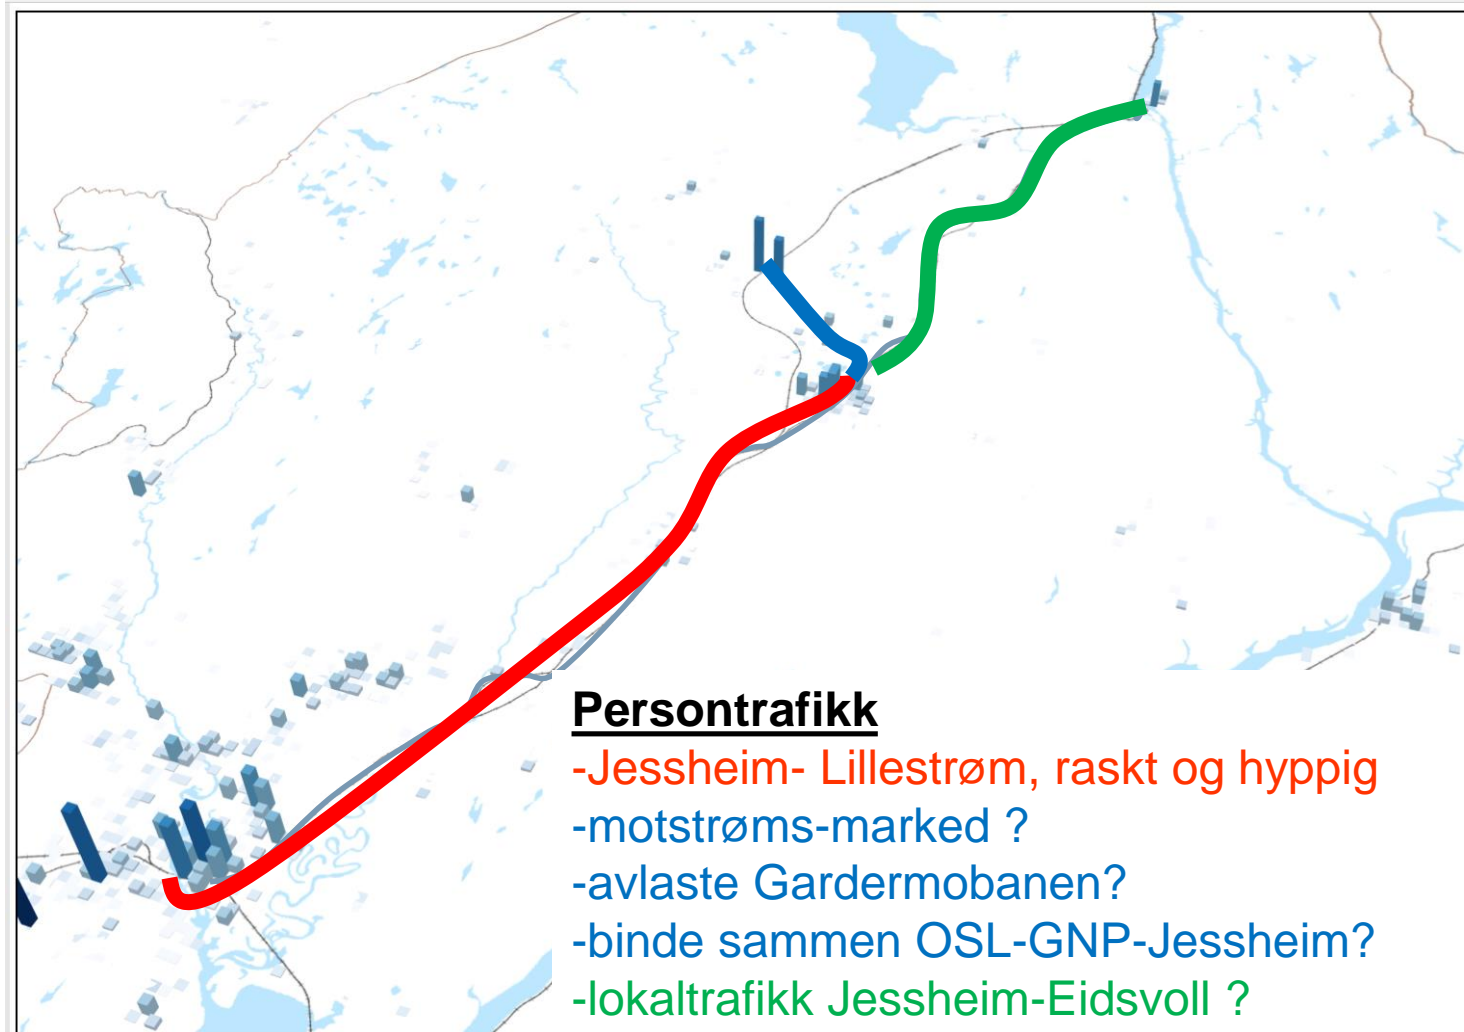 Persontrafikk
-Jessheim- Lillestrøm, raskt og hyppig
-motstrøms-marked ?
-avlaste Gardermobanen?
-binde sammen OSL-GNP-Jessheim?
-lokaltrafikk Jessheim-Eidsvoll ?